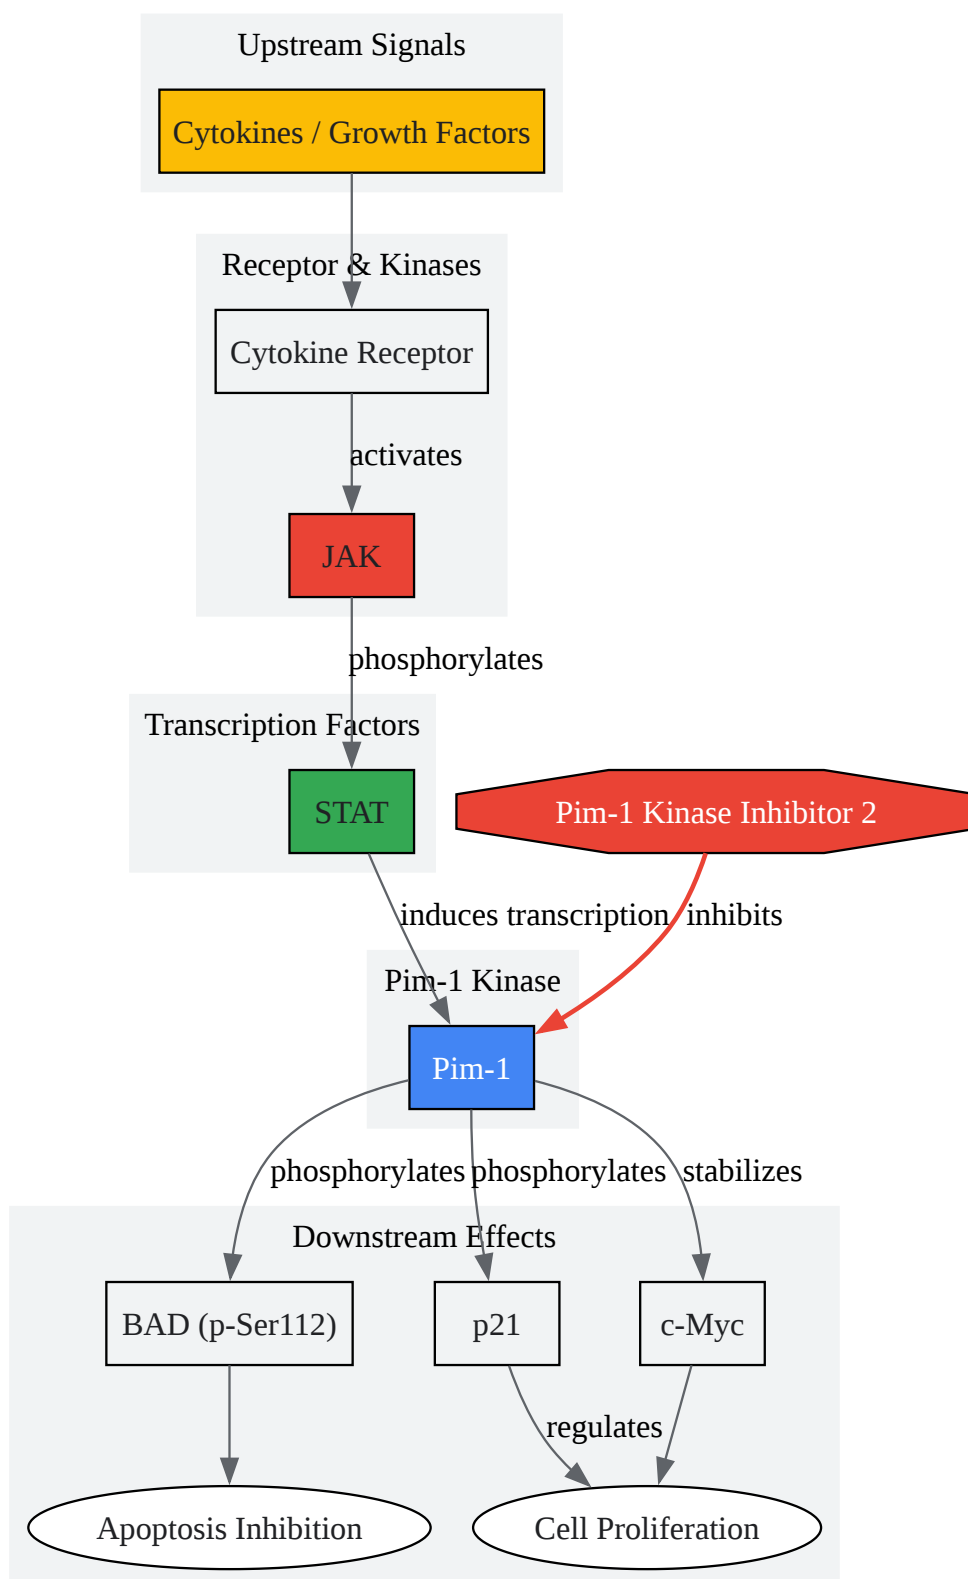 Upstream Signals
Cytokines / Growth Factors
Receptor & Kinases
Cytokine Receptor
activates
JAK
phosphorylates
Transcription Factors
STAT
Pim-1 Kinase Inhibitor 2
induces transcription
inhibits
Pim-1 Kinase
Pim-1
phosphorylates
phosphorylates
stabilizes
Downstream Effects
BAD (p-Ser112)
p21
c-Myc
regulates
Apoptosis Inhibition
Cell Proliferation